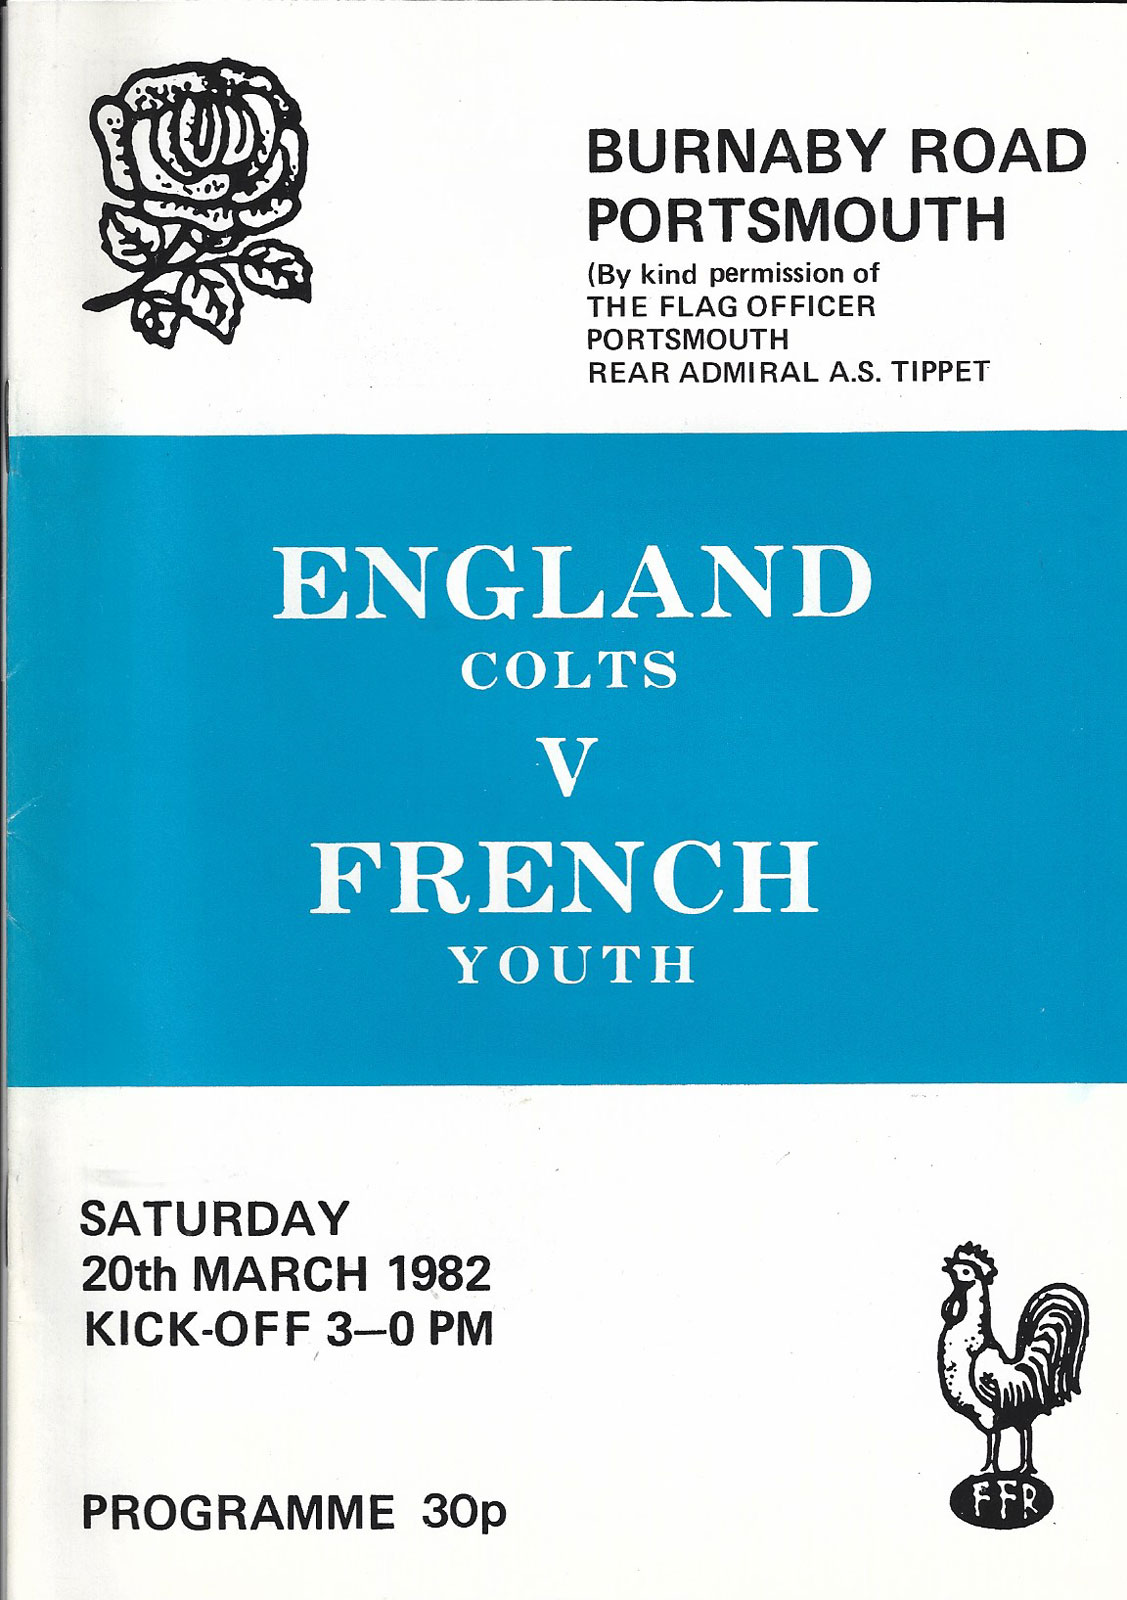 BURNABY ROAD
PORTSMOUTH
(By kind permission of
THE FLAG OFFICER
PORTSMOUTH
REAR ADMIRAL A.S. TIPPET
ENGLAND
COLTS
V
FRENCH
YOUTH
SATURDAY
20th MARCH 1982
KICK-OFF 3—0 PM
PROGRAMME 30p
FFR